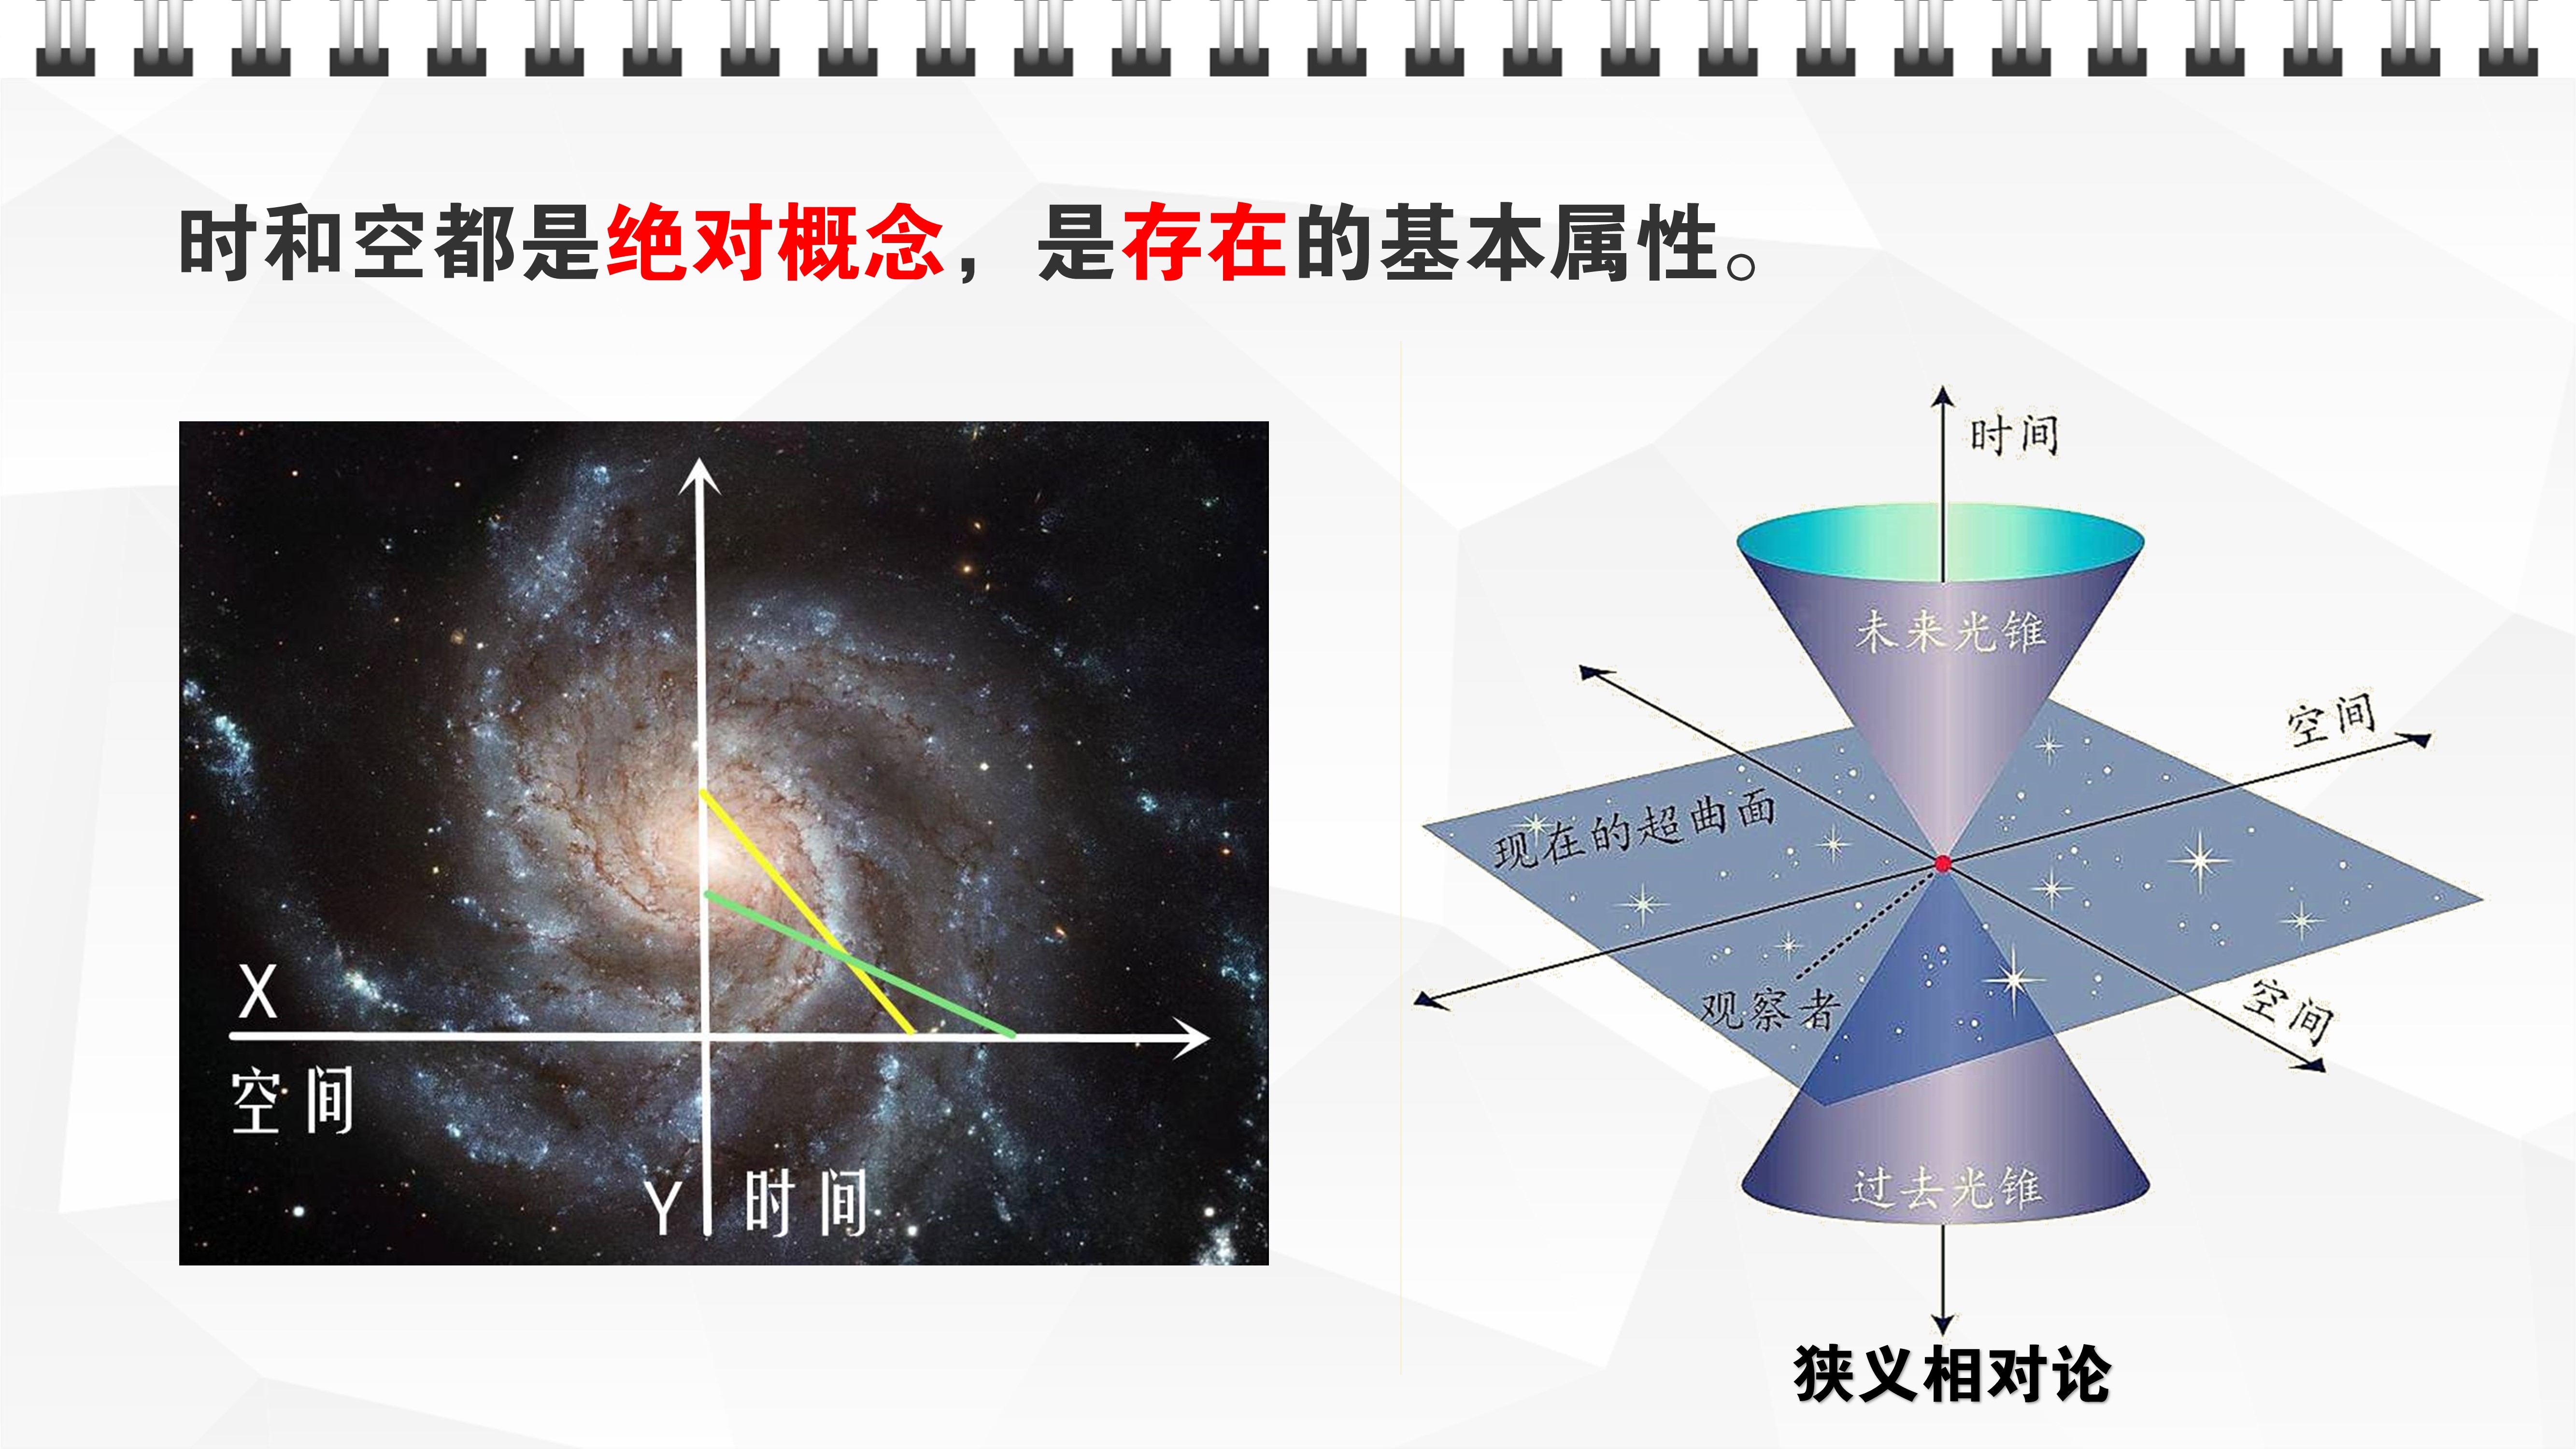 时和空都是绝对概念，是存在的基本属性。
X
空间
Y 时间
时间
未来光锥
空间
现在的超曲面
观察者
空间
过去光锥
狭义相对论